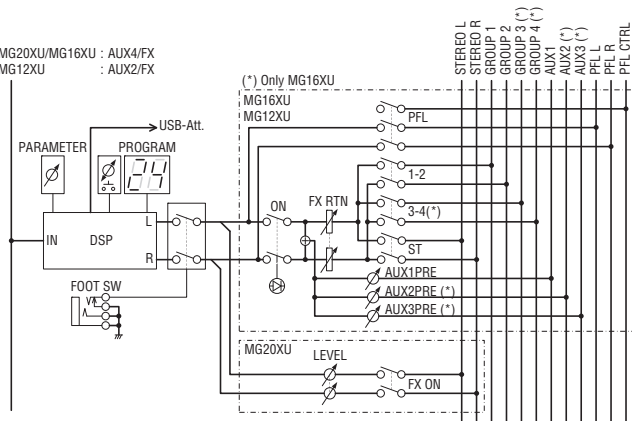 MG20XU/MG16XU : AUX4/FX
MG12XU : AUX2/FX
STEREO L
STEREO R
GROUP 1
GROUP 2
GROUP 3 (*)
GROUP 4 (*)
AUX1
AUX2 (*)
AUX3 (*)
PFL L
PFL R
PFL CTRL
(*) Only MG16XU
MG16XU
MG12XU
PFL
USB-Att.
PARAMETER
PROGRAM
24
1-2
ON
FX RTN
3-4(*)
L
IN
DSP
R
ST
AUX1PRE
AUX2PRE (*)
AUX3PRE (*)
FOOT SW
MG20XU
LEVEL
FX ON